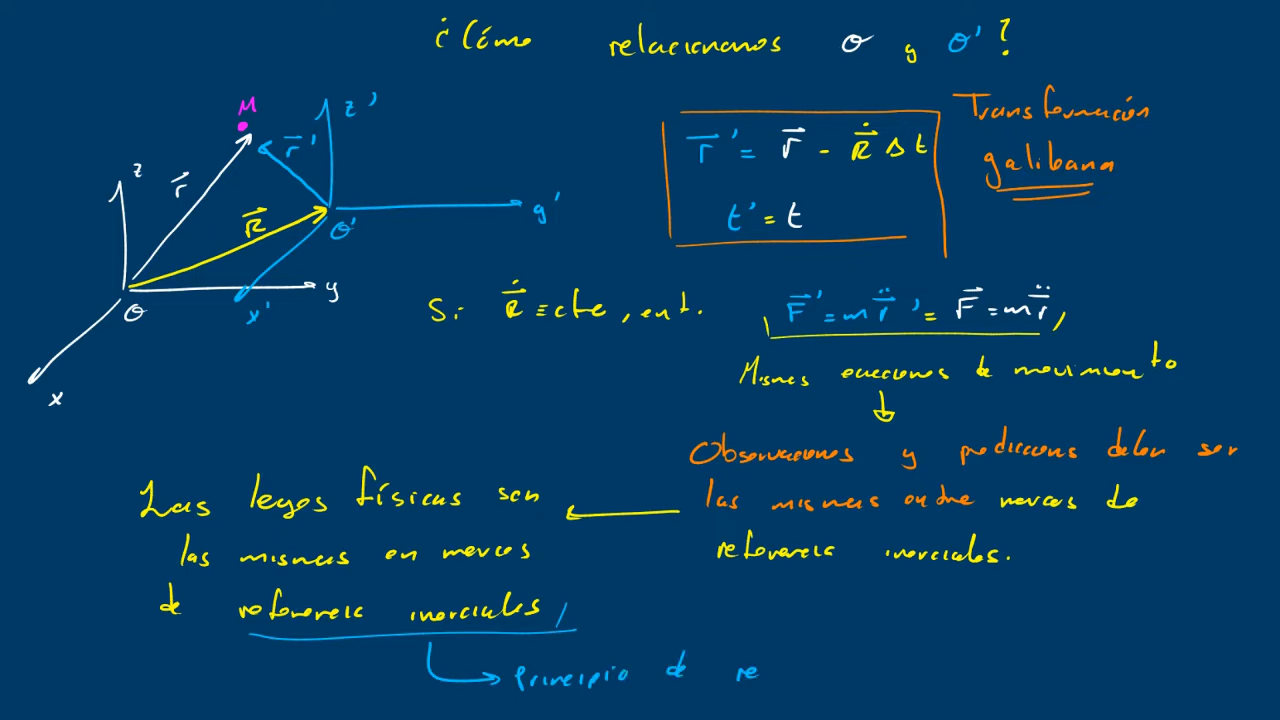 ¿Cómo relacionamos O y O'?
M
z
r⃗
z'
r⃗'
R⃗
O'
y'
O
x'
y
x
r⃗' = r⃗ - Ṙ⃗ Δt
t' = t
Transformación
galileana
Si Ṙ⃗ ≡ cte, ent. F⃗' = m r̈⃗' = F⃗ = m r̈⃗,
Mismas ecuaciones de movimiento
Observaciones y predicciones deben ser
las mismas entre marcos de
referencia inerciales.
Las leyes físicas son
las mismas en marcos
de referencia inerciales,
Principio de re